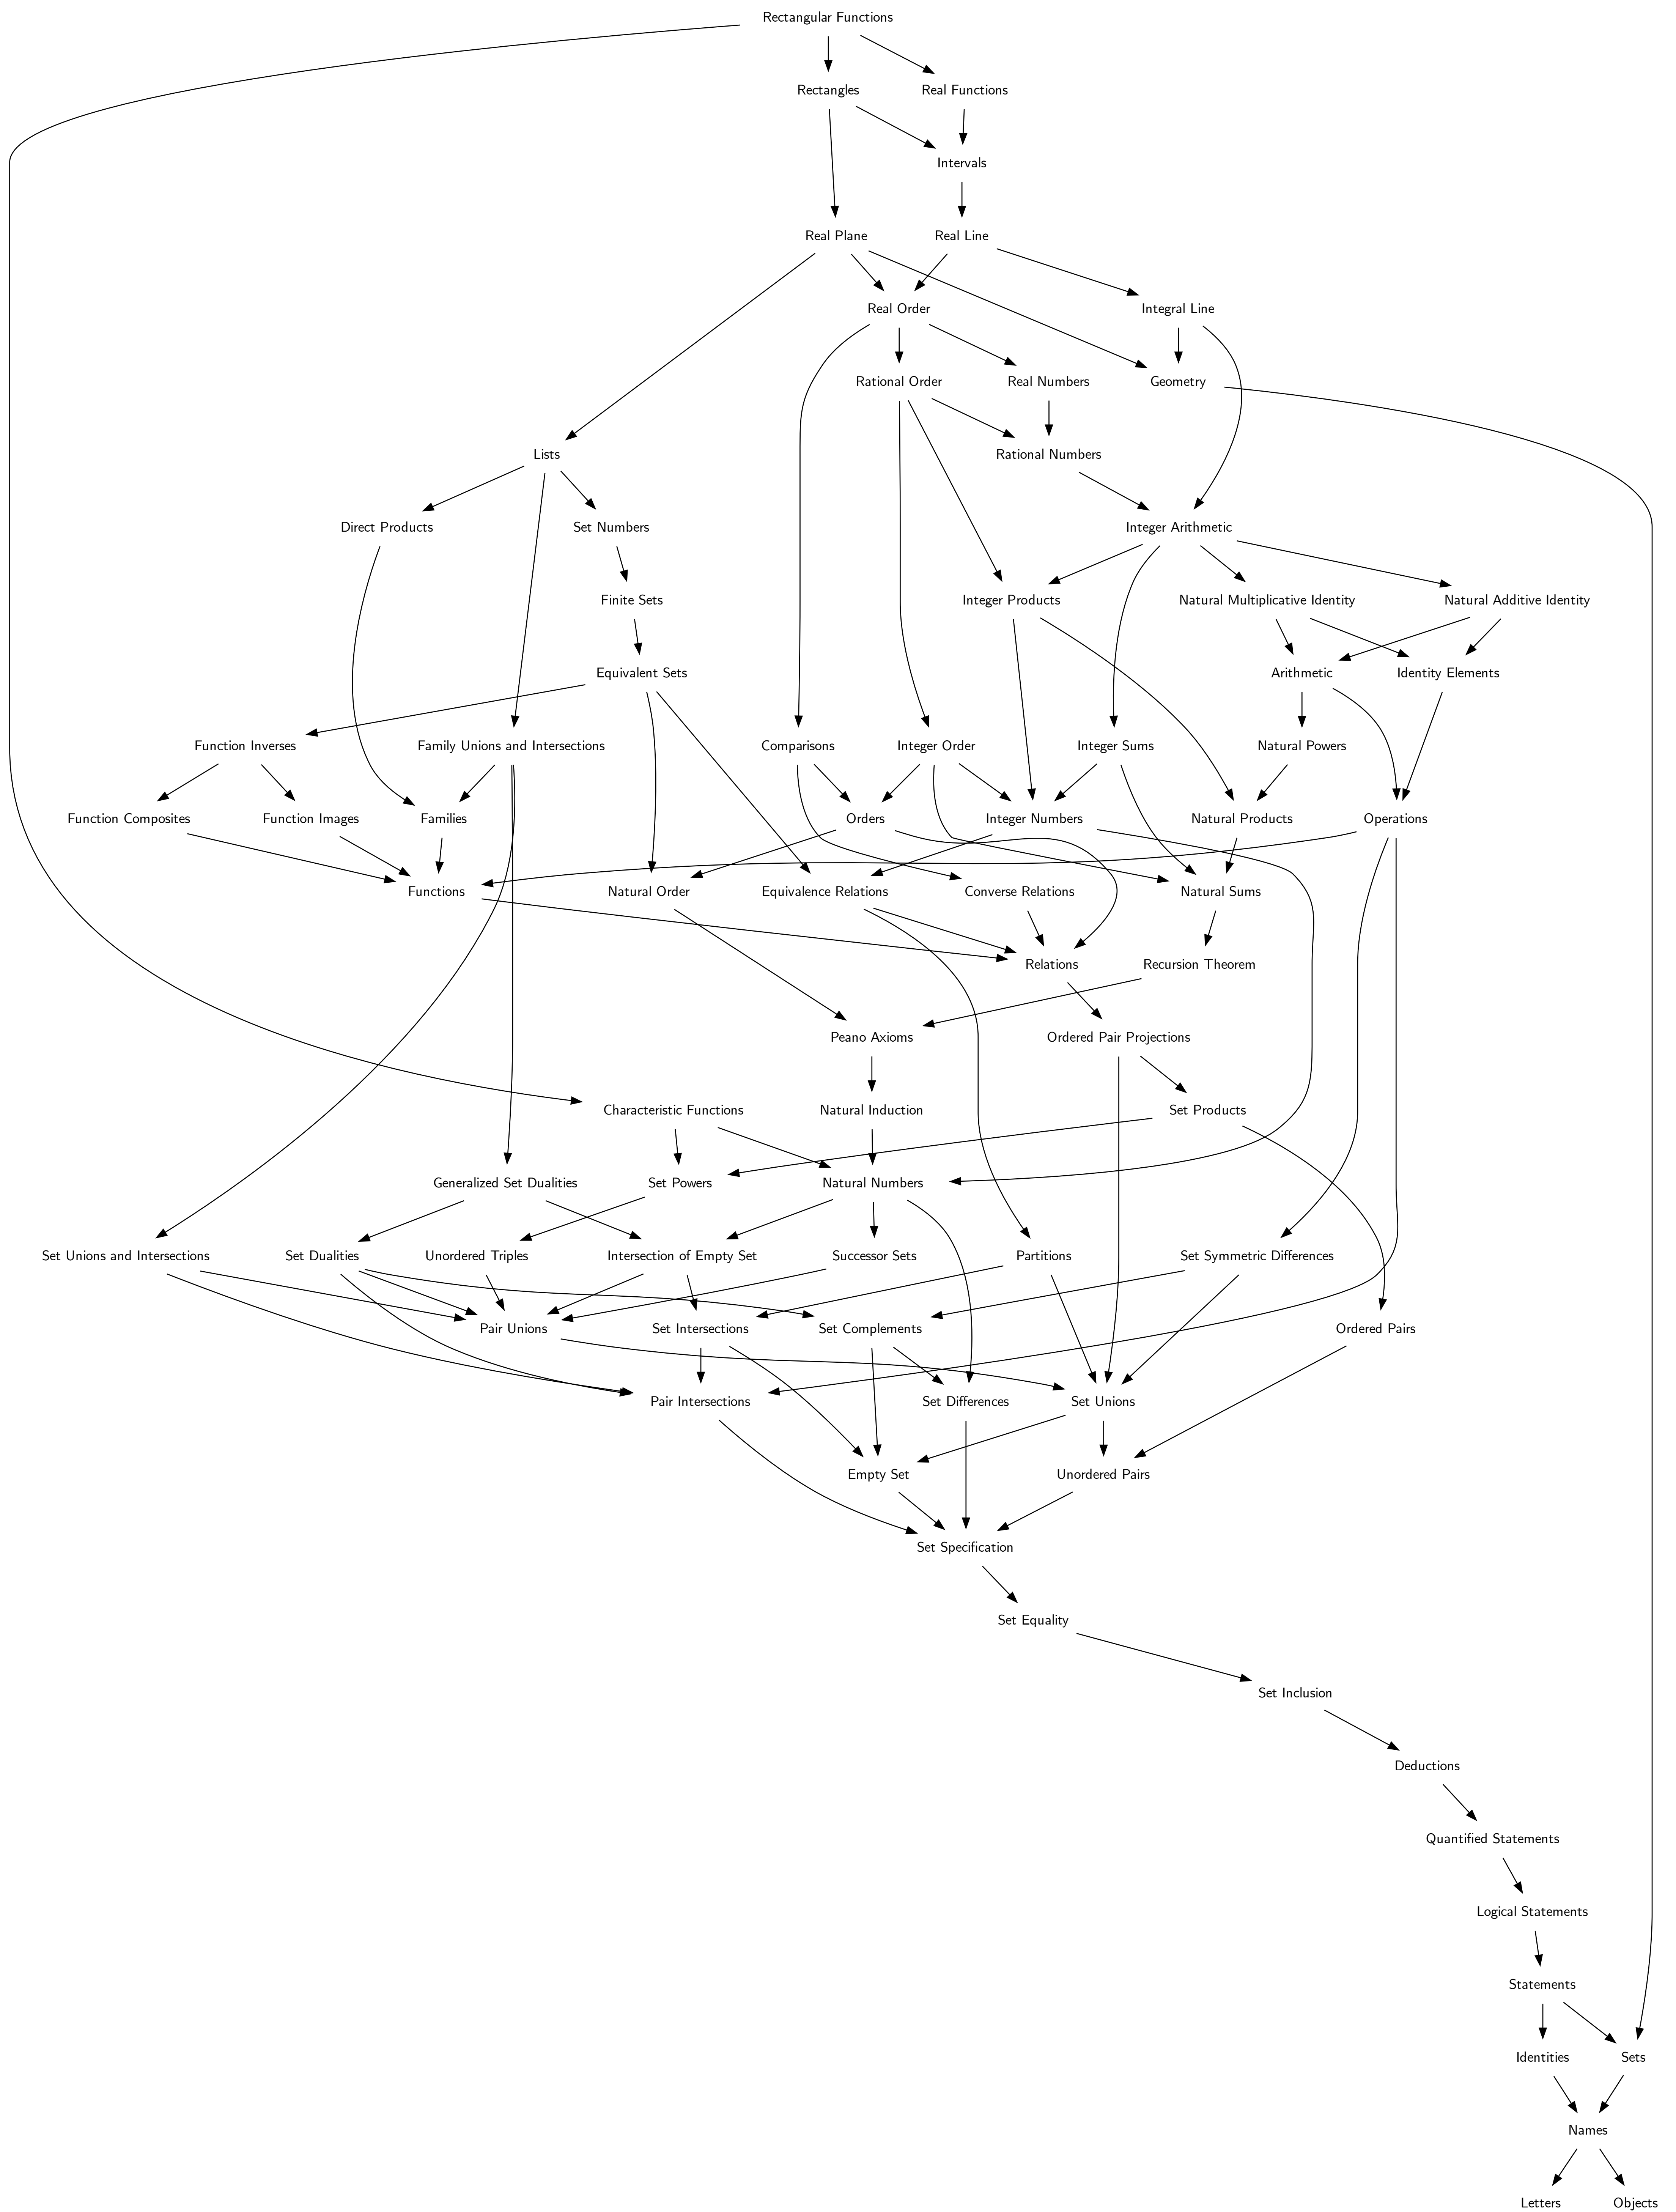 Rectangular Functions
Rectangles
Real Functions
Intervals
Real Plane
Real Line
Real Order
Integral Line
Rational Order
Real Numbers
Geometry
Lists
Rational Numbers
Direct Products
Set Numbers
Integer Arithmetic
Finite Sets
Integer Products
Natural Multiplicative Identity
Natural Additive Identity
Equivalent Sets
Arithmetic
Identity Elements
Function Inverses
Family Unions and Intersections
Comparisons
Integer Order
Integer Sums
Natural Powers
Function Composites
Function Images
Families
Orders
Integer Numbers
Natural Products
Operations
Functions
Natural Order
Equivalence Relations
Converse Relations
Natural Sums
Relations
Recursion Theorem
Peano Axioms
Ordered Pair Projections
Characteristic Functions
Natural Induction
Set Products
Generalized Set Dualities
Set Powers
Natural Numbers
Set Unions and Intersections
Set Dualities
Unordered Triples
Intersection of Empty Set
Successor Sets
Partitions
Set Symmetric Differences
Pair Unions
Set Intersections
Set Complements
Ordered Pairs
Pair Intersections
Set Differences
Set Unions
Empty Set
Unordered Pairs
Set Specification
Set Equality
Set Inclusion
Deductions
Quantified Statements
Logical Statements
Statements
Identities
Sets
Names
Letters
Objects